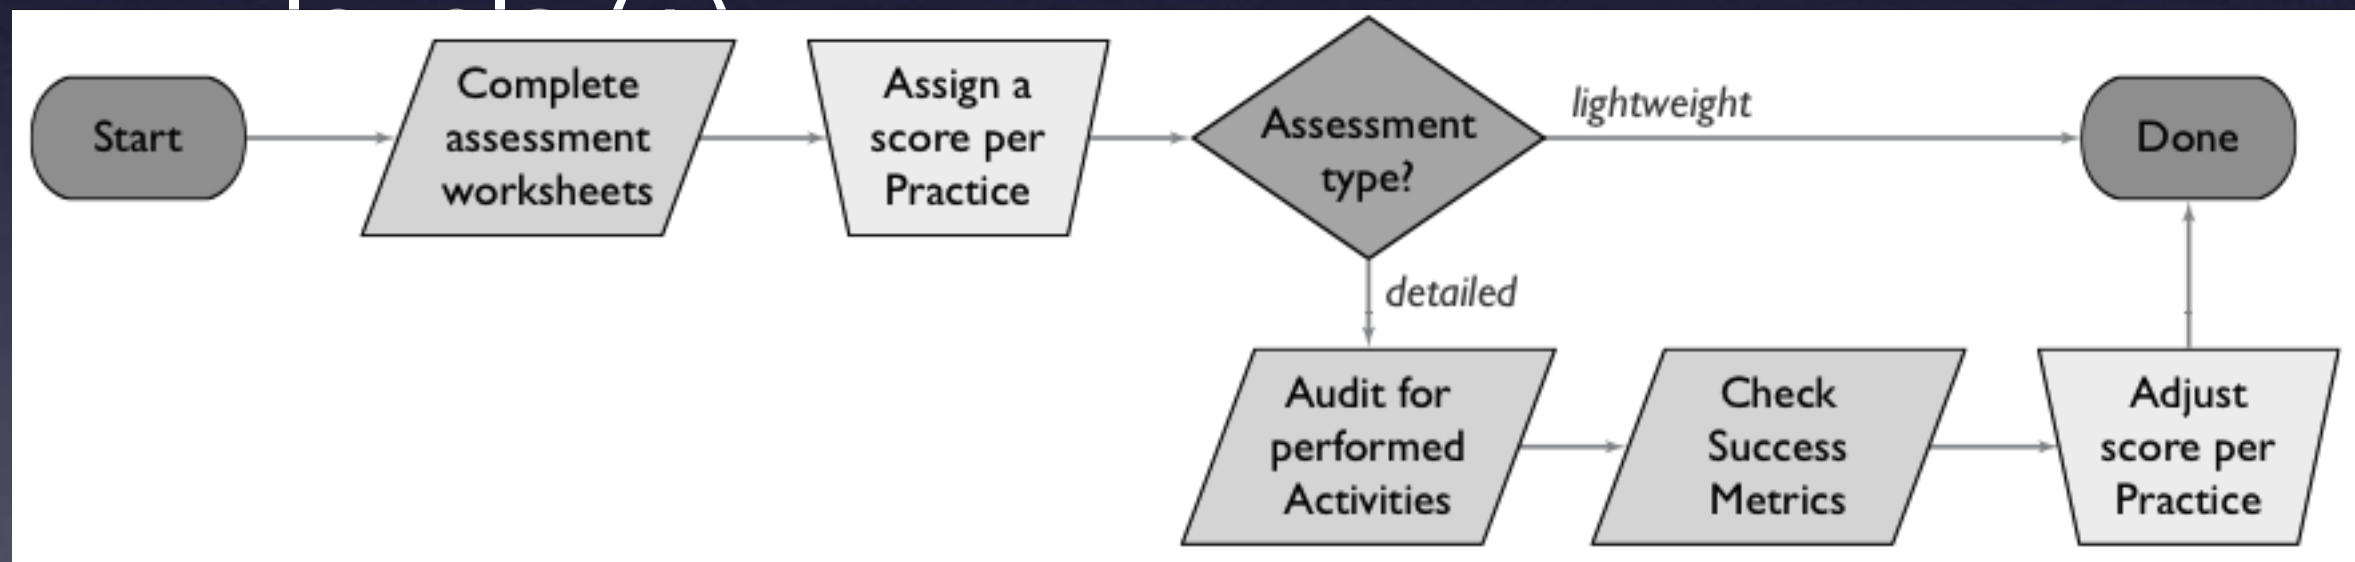 Start
Complete
assessment
worksheets
Assign a
score per
Practice
Assessment
type?
lightweight
Done
detailed
Audit for
performed
Activities
Check
Success
Metrics
Adjust
score per
Practice